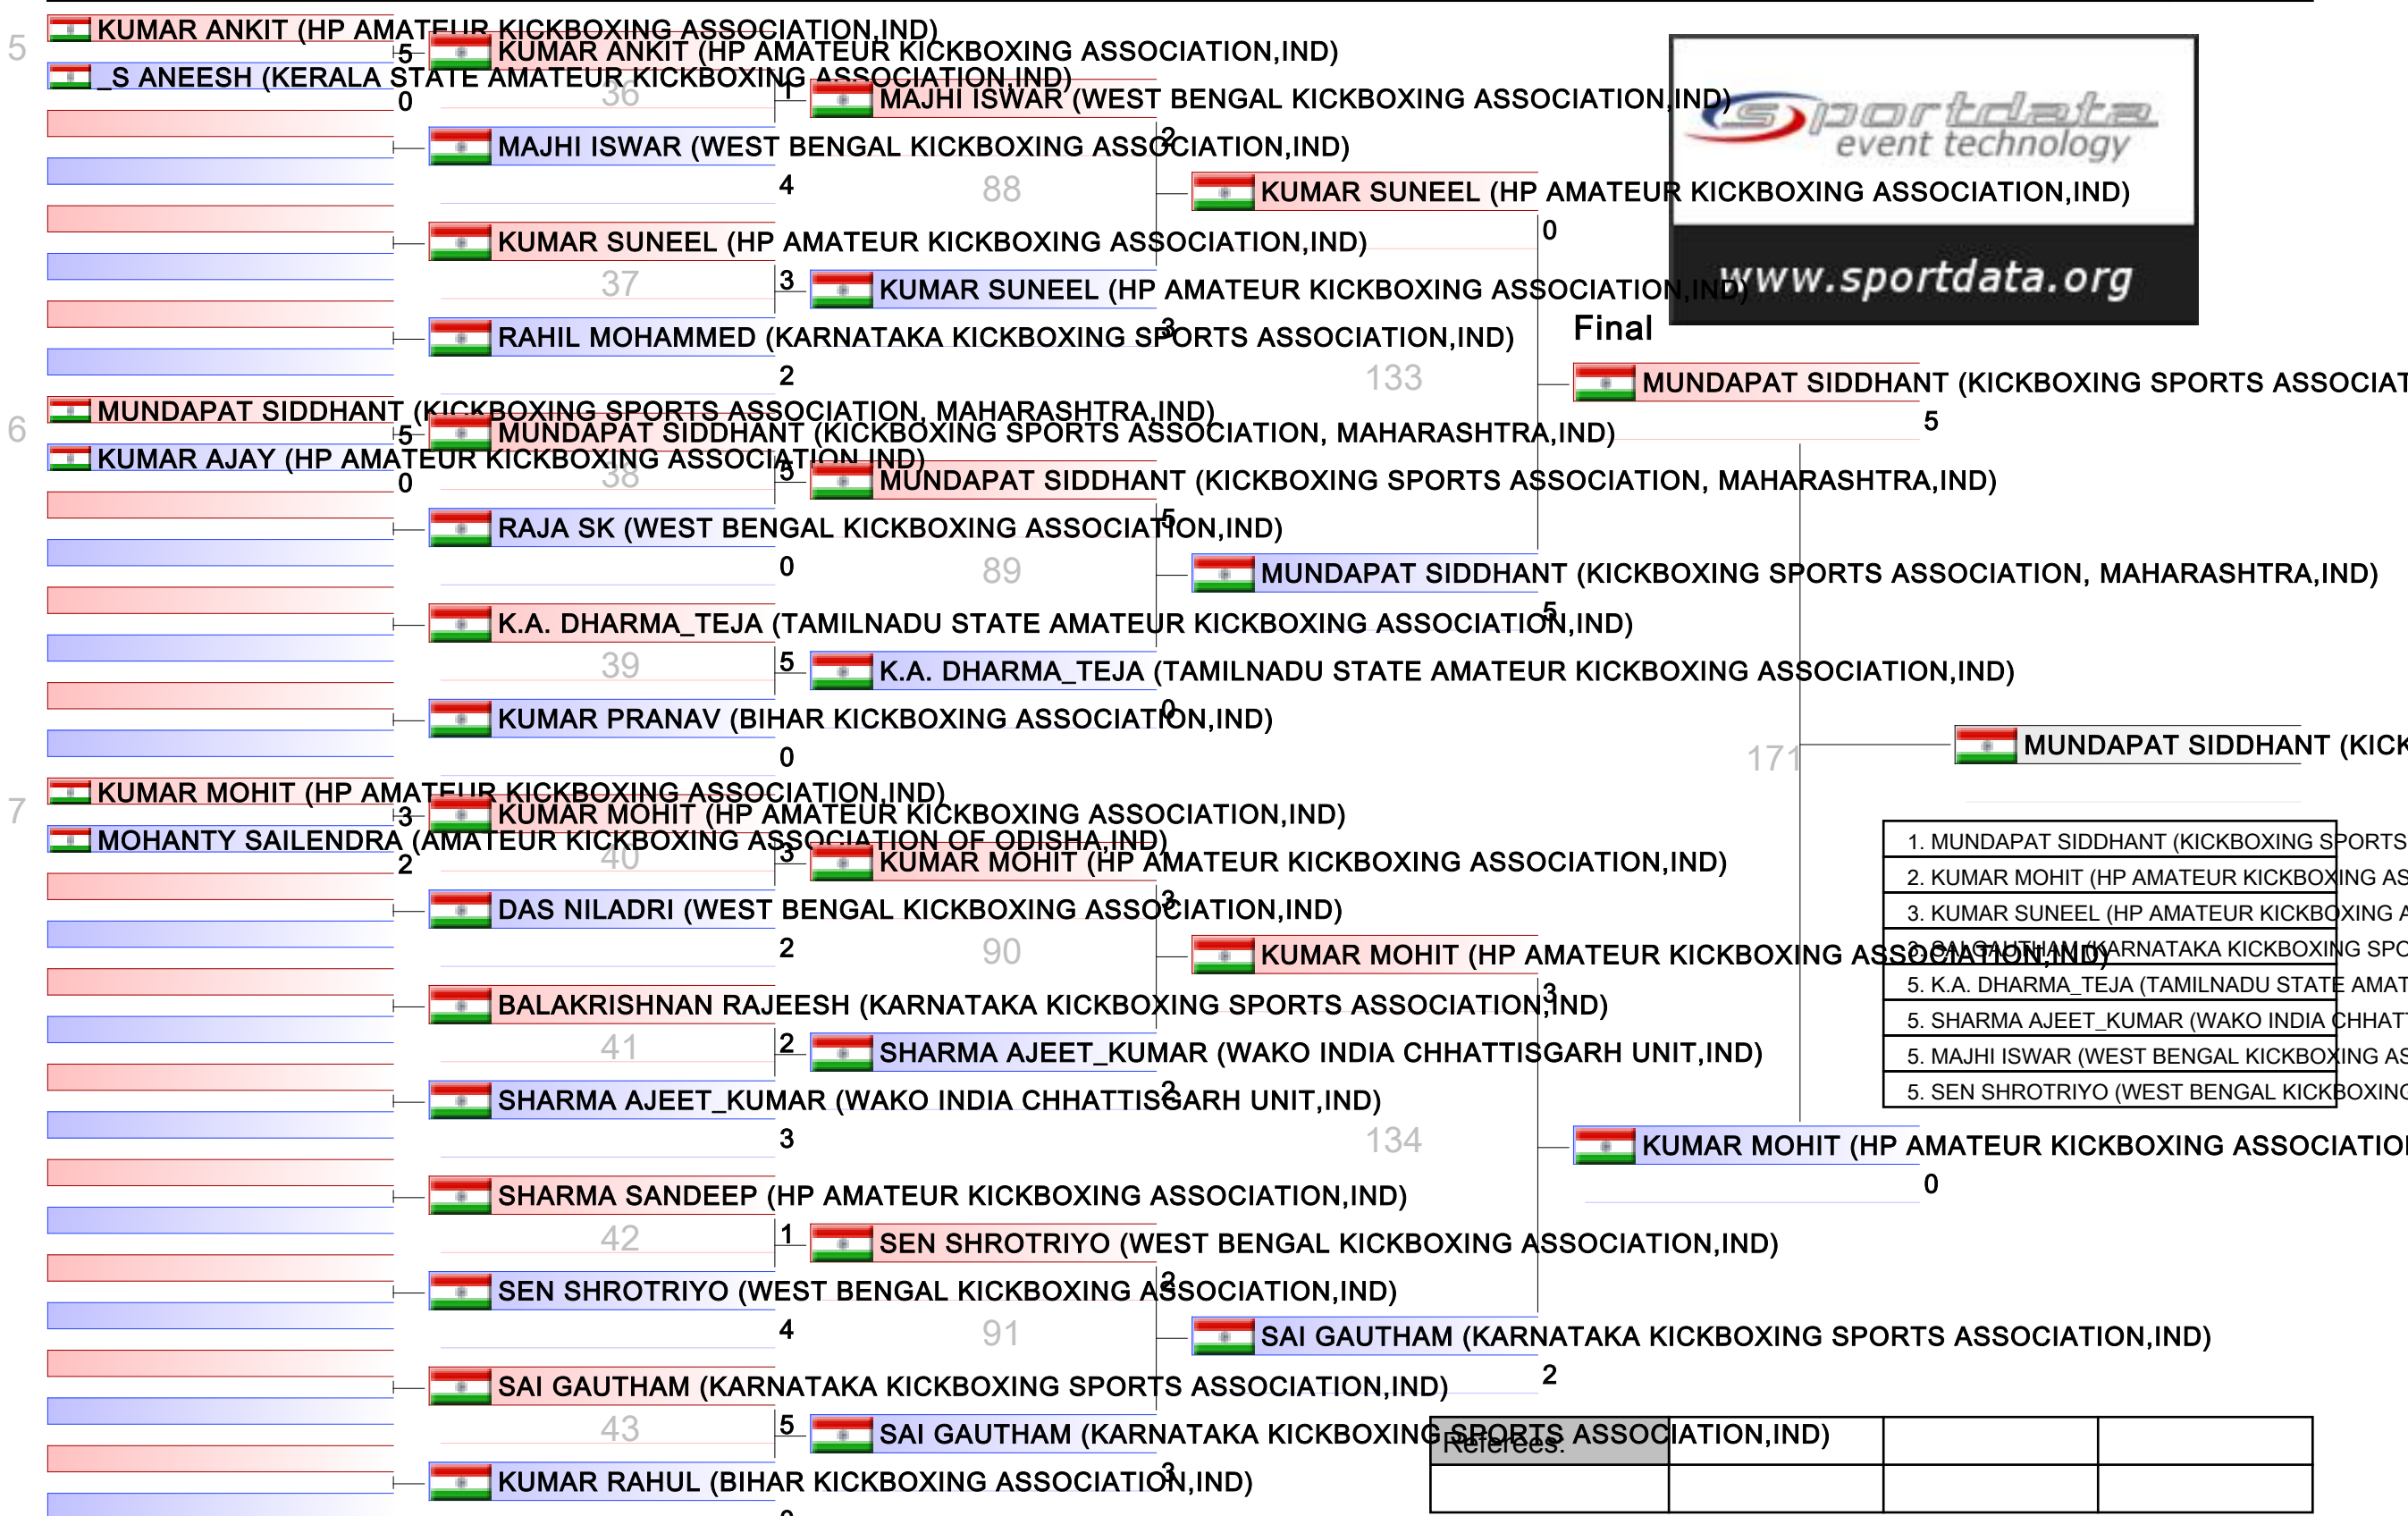 5
KUMAR ANKIT (HP AMATEUR KICKBOXING ASSOCIATION,IND)
5
_S ANEESH (KERALA STATE AMATEUR KICKBOXING ASSOCIATION,IND)
0
6
MUNDAPAT SIDDHANT (KICKBOXING SPORTS ASSOCIATION, MAHARASHTRA,IND)
5
KUMAR AJAY (HP AMATEUR KICKBOXING ASSOCIATION,IND)
0
7
KUMAR MOHIT (HP AMATEUR KICKBOXING ASSOCIATION,IND)
3
MOHANTY SAILENDRA (AMATEUR KICKBOXING ASSOCIATION OF ODISHA,IND)
2
KUMAR ANKIT (HP AMATEUR KICKBOXING ASSOCIATION,IND)
36
1
MAJHI ISWAR (WEST BENGAL KICKBOXING ASSOCIATION,IND)
4
KUMAR SUNEEL (HP AMATEUR KICKBOXING ASSOCIATION,IND)
37
3
RAHIL MOHAMMED (KARNATAKA KICKBOXING SPORTS ASSOCIATION,IND)
2
MUNDAPAT SIDDHANT (KICKBOXING SPORTS ASSOCIATION, MAHARASHTRA,IND)
38
5
RAJA SK (WEST BENGAL KICKBOXING ASSOCIATION,IND)
0
K.A. DHARMA_TEJA (TAMILNADU STATE AMATEUR KICKBOXING ASSOCIATION,IND)
39
5
KUMAR PRANAV (BIHAR KICKBOXING ASSOCIATION,IND)
0
KUMAR MOHIT (HP AMATEUR KICKBOXING ASSOCIATION,IND)
40
3
DAS NILADRI (WEST BENGAL KICKBOXING ASSOCIATION,IND)
2
BALAKRISHNAN RAJEESH (KARNATAKA KICKBOXING SPORTS ASSOCIATION,IND)
41
2
SHARMA AJEET_KUMAR (WAKO INDIA CHHATTISGARH UNIT,IND)
3
SHARMA SANDEEP (HP AMATEUR KICKBOXING ASSOCIATION,IND)
42
1
SEN SHROTRIYO (WEST BENGAL KICKBOXING ASSOCIATION,IND)
4
SAI GAUTHAM (KARNATAKA KICKBOXING SPORTS ASSOCIATION,IND)
43
5
KUMAR RAHUL (BIHAR KICKBOXING ASSOCIATION,IND)
MAJHI ISWAR (WEST BENGAL KICKBOXING ASSOCIATION,IND)
2
88
KUMAR SUNEEL (HP AMATEUR KICKBOXING ASSOCIATION,IND)
3
MUNDAPAT SIDDHANT (KICKBOXING SPORTS ASSOCIATION, MAHARASHTRA,IND)
5
89
K.A. DHARMA_TEJA (TAMILNADU STATE AMATEUR KICKBOXING ASSOCIATION,IND)
0
KUMAR MOHIT (HP AMATEUR KICKBOXING ASSOCIATION,IND)
3
90
SHARMA AJEET_KUMAR (WAKO INDIA CHHATTISGARH UNIT,IND)
2
SEN SHROTRIYO (WEST BENGAL KICKBOXING ASSOCIATION,IND)
2
91
SAI GAUTHAM (KARNATAKA KICKBOXING SPORTS ASSOCIATION,IND)
3
KUMAR SUNEEL (HP AMATEUR KICKBOXING ASSOCIATION,IND)
0
133
MUNDAPAT SIDDHANT (KICKBOXING SPORTS ASSOCIATION, MAHARASHTRA,IND)
5
KUMAR MOHIT (HP AMATEUR KICKBOXING ASSOCIATION,IND)
3
134
SAI GAUTHAM (KARNATAKA KICKBOXING SPORTS ASSOCIATION,IND)
2
sportdata
event technology
www.sportdata.org
Final
MUNDAPAT SIDDHANT (KICKBOXING SPORTS ASSOCIAT
5
171
KUMAR MOHIT (HP AMATEUR KICKBOXING ASSOCIATIO
0
MUNDAPAT SIDDHANT (KICK
1. MUNDAPAT SIDDHANT (KICKBOXING SPORTS
2. KUMAR MOHIT (HP AMATEUR KICKBOXING AS
3. KUMAR SUNEEL (HP AMATEUR KICKBOXING A
3. SAI GAUTHAM (KARNATAKA KICKBOXING SPO
5. K.A. DHARMA_TEJA (TAMILNADU STATE AMAT
5. SHARMA AJEET_KUMAR (WAKO INDIA CHHAT
5. MAJHI ISWAR (WEST BENGAL KICKBOXING AS
5. SEN SHROTRIYO (WEST BENGAL KICKBOXING
Referees: